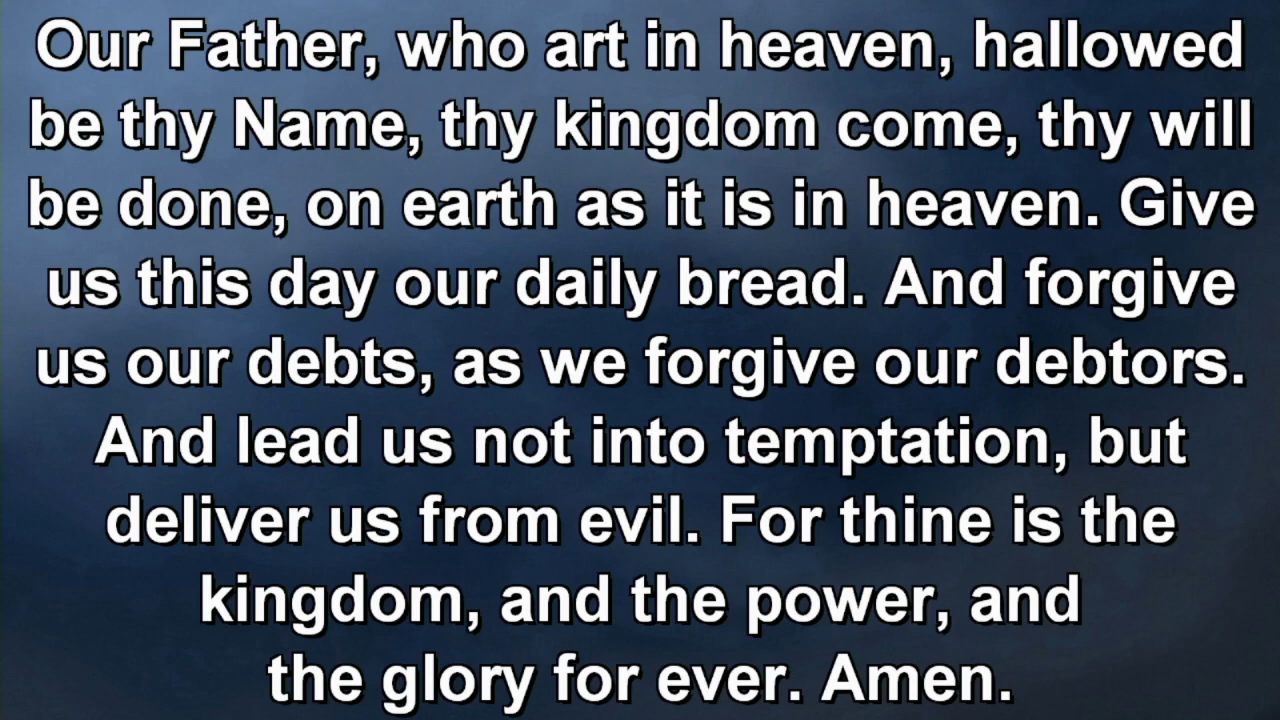 Our Father, who art in heaven, hallowed
be thy Name, thy kingdom come, thy will
be done, on earth as it is in heaven. Give
us this day our daily bread. And forgive
us our debts, as we forgive our debtors.
And lead us not into temptation, but
deliver us from evil. For thine is the
kingdom, and the power, and
the glory for ever. Amen.